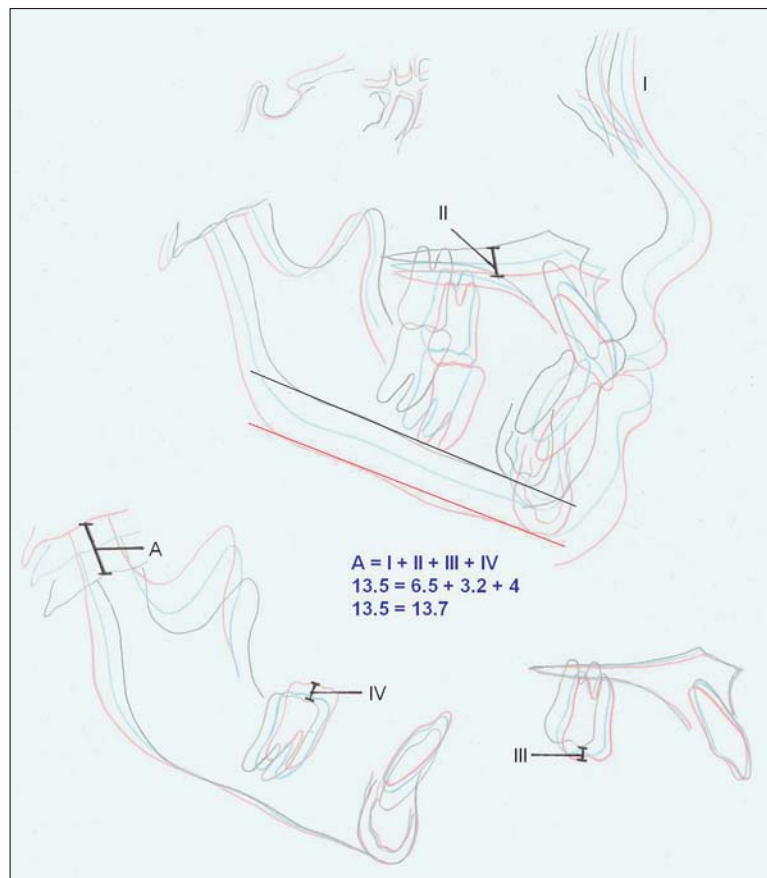 I
II
A
A = I + II + III + IV
13.5 = 6.5 + 3.2 + 4
13.5 = 13.7
IV
III